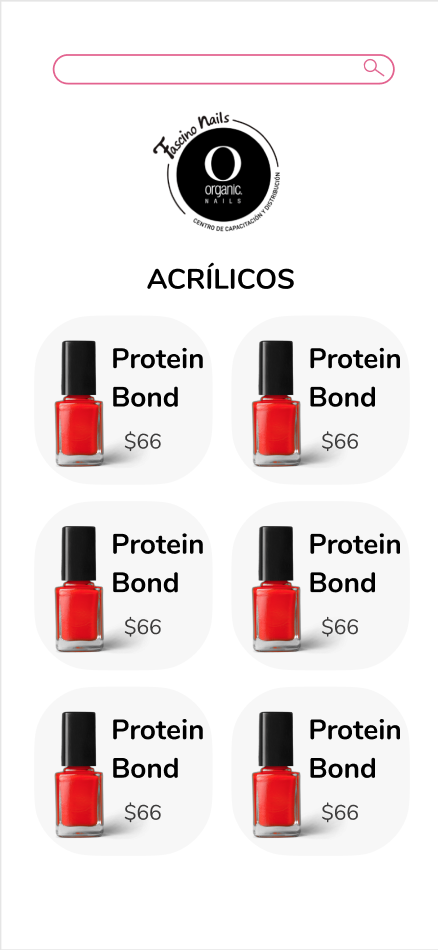 Fascino Nails
organic.
NAILS
CENTRO DE CAPACITACIÓN Y DISTRIBUCIÓN
ACRÍLICOS
Protein
Bond
$66
Protein
Bond
$66
Protein
Bond
$66
Protein
Bond
$66
Protein
Bond
$66
Protein
Bond
$66